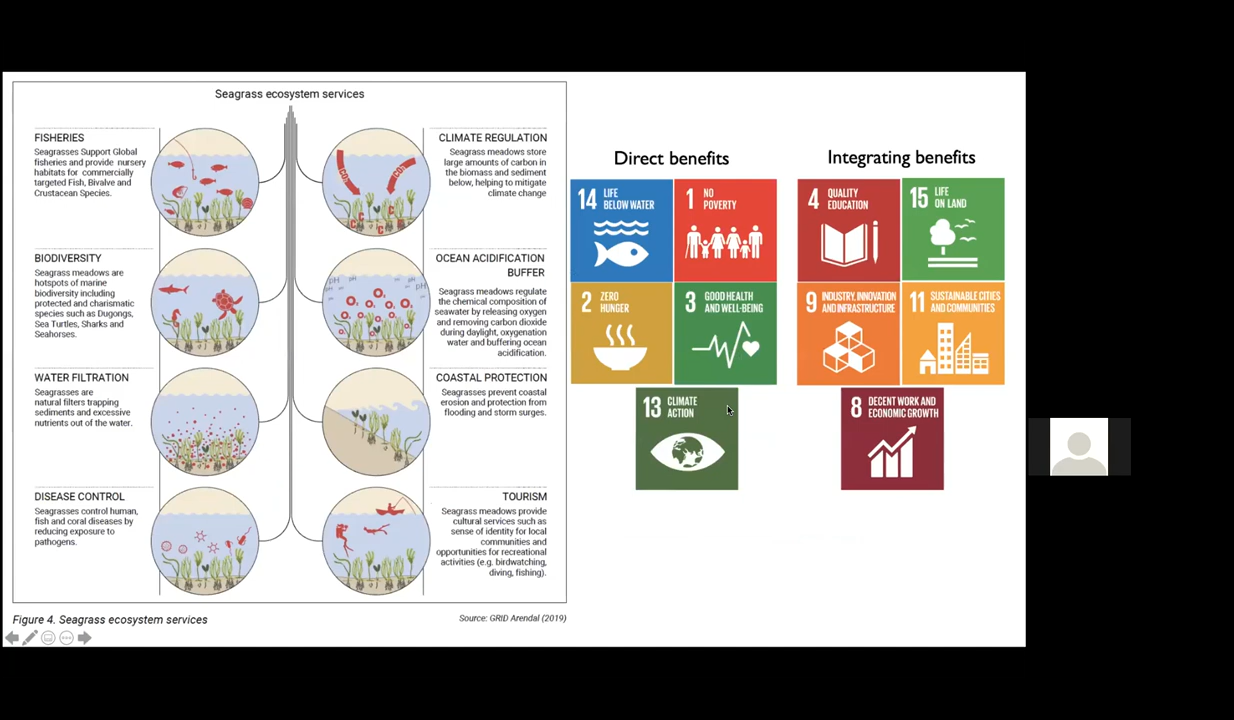 Seagrass ecosystem services
FISHERIES
Seagrasses Support Global
fisheries and provide nursery
habitats for commercially
targeted Fish, Bivalve and
Crustacean Species.
BIODIVERSITY
Seagrass meadows are
hotspots of marine
biodiversity including
protected and charismatic
species such as Dugongs,
Sea Turtles, Sharks and
Seahorses.
WATER FILTRATION
Seagrasses are
natural filters trapping
sediments and excessive
nutrients out of the water.
DISEASE CONTROL
Seagrasses control human,
fish and coral diseases by
reducing exposure to
pathogens.
CLIMATE REGULATION
Seagrass meadows store
large amounts of carbon in
the biomass and sediment
below, helping to mitigate
climate change
CO₂
CO₂
C
C
C
C
OCEAN ACIDIFICATION
BUFFER
Seagrass meadows regulate
the chemical composition of
seawater by releasing oxygen
and removing carbon dioxide
during daylight, oxygenation
water and buffering ocean
acidification.
pH
pH
pH
pH
COASTAL PROTECTION
Seagrasses prevent coastal
erosion and protection from
flooding and storm surges.
TOURISM
Seagrass meadows provide
cultural services such as
sense of identity for local
communities and
opportunities for recreational
activities (e.g. birdwatching,
diving, fishing).
Figure 4. Seagrass ecosystem services
Source: GRID Arendal (2019)
Direct benefits
14 LIFE
BELOW WATER
1 NO
POVERTY
2 ZERO
HUNGER
3 GOOD HEALTH
AND WELL-BEING
13 CLIMATE
ACTION
Integrating benefits
4 QUALITY
EDUCATION
15 LIFE
ON LAND
9 INDUSTRY, INNOVATION
AND INFRASTRUCTURE
11 SUSTAINABLE CITIES
AND COMMUNITIES
8 DECENT WORK AND
ECONOMIC GROWTH